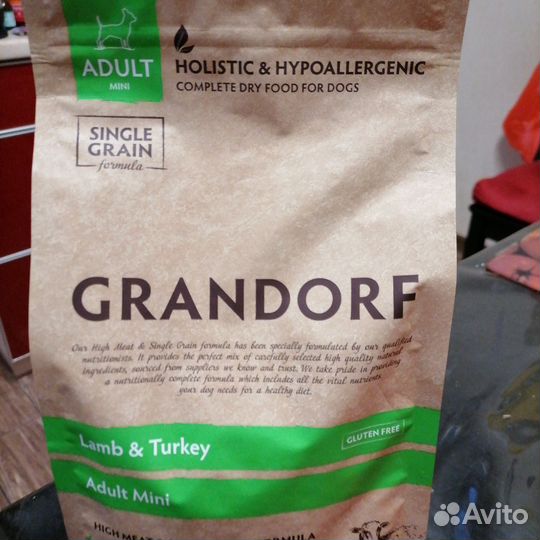 ADULT
MINI
HOLISTIC & HYPOALLERGENIC
COMPLETE DRY FOOD FOR DOGS
SINGLE
GRAIN
formula
GRANDORF
Our High Meat & Single Grain formula has been specially formulated by our qualified
nutritionists. It provides the perfect mix of carefully selected high quality natural
ingredients, sourced from suppliers we know and trust. We take pride in providing
a nutritionally complete formula which includes all the vital nutrients
your dog needs for a healthy diet.
Lamb & Turkey
GLUTEN FREE
Adult Mini
HIGH MEAT
Avito